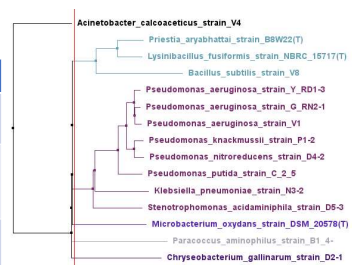 Acinetobacter_calcoaceticus_strain_V4
Priestia_aryabhattai_strain_B8W22(T)
Lysinibacillus_fusiformis_strain_NBRC_15717(T)
Bacillus_subtilis_strain_V8
Pseudomonas_aeruginosa_strain_Y_RD1-3
Pseudomonas_aeruginosa_strain_G_RN2-1
Pseudomonas_aeruginosa_strain_V1
Pseudomonas_knackmussii_strain_P1-2
Pseudomonas_nitroreducens_strain_D4-2
Pseudomonas_putida_strain_C_2_5
Klebsiella_pneumoniae_strain_N3-2
Stenotrophomonas_acidaminiphila_strain_D5-3
Microbacterium_oxydans_strain_DSM_20578(T)
Paracoccus_aminophilus_strain_B1_4-
Chryseobacter_gallinarum_strain_D2-1